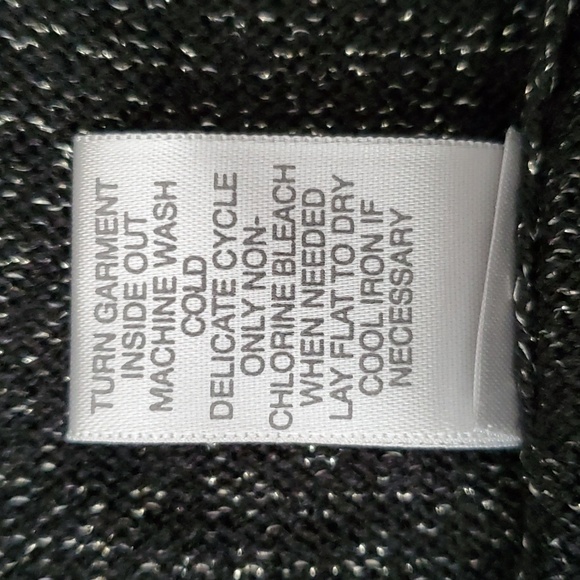 TURN GARMENT
INSIDE OUT
MACHINE WASH
COLD
DELICATE CYCLE
ONLY NON-
CHLORINE BLEACH
WHEN NEEDED
LAY FLAT TO DRY
COOL IRON IF
NECESSARY